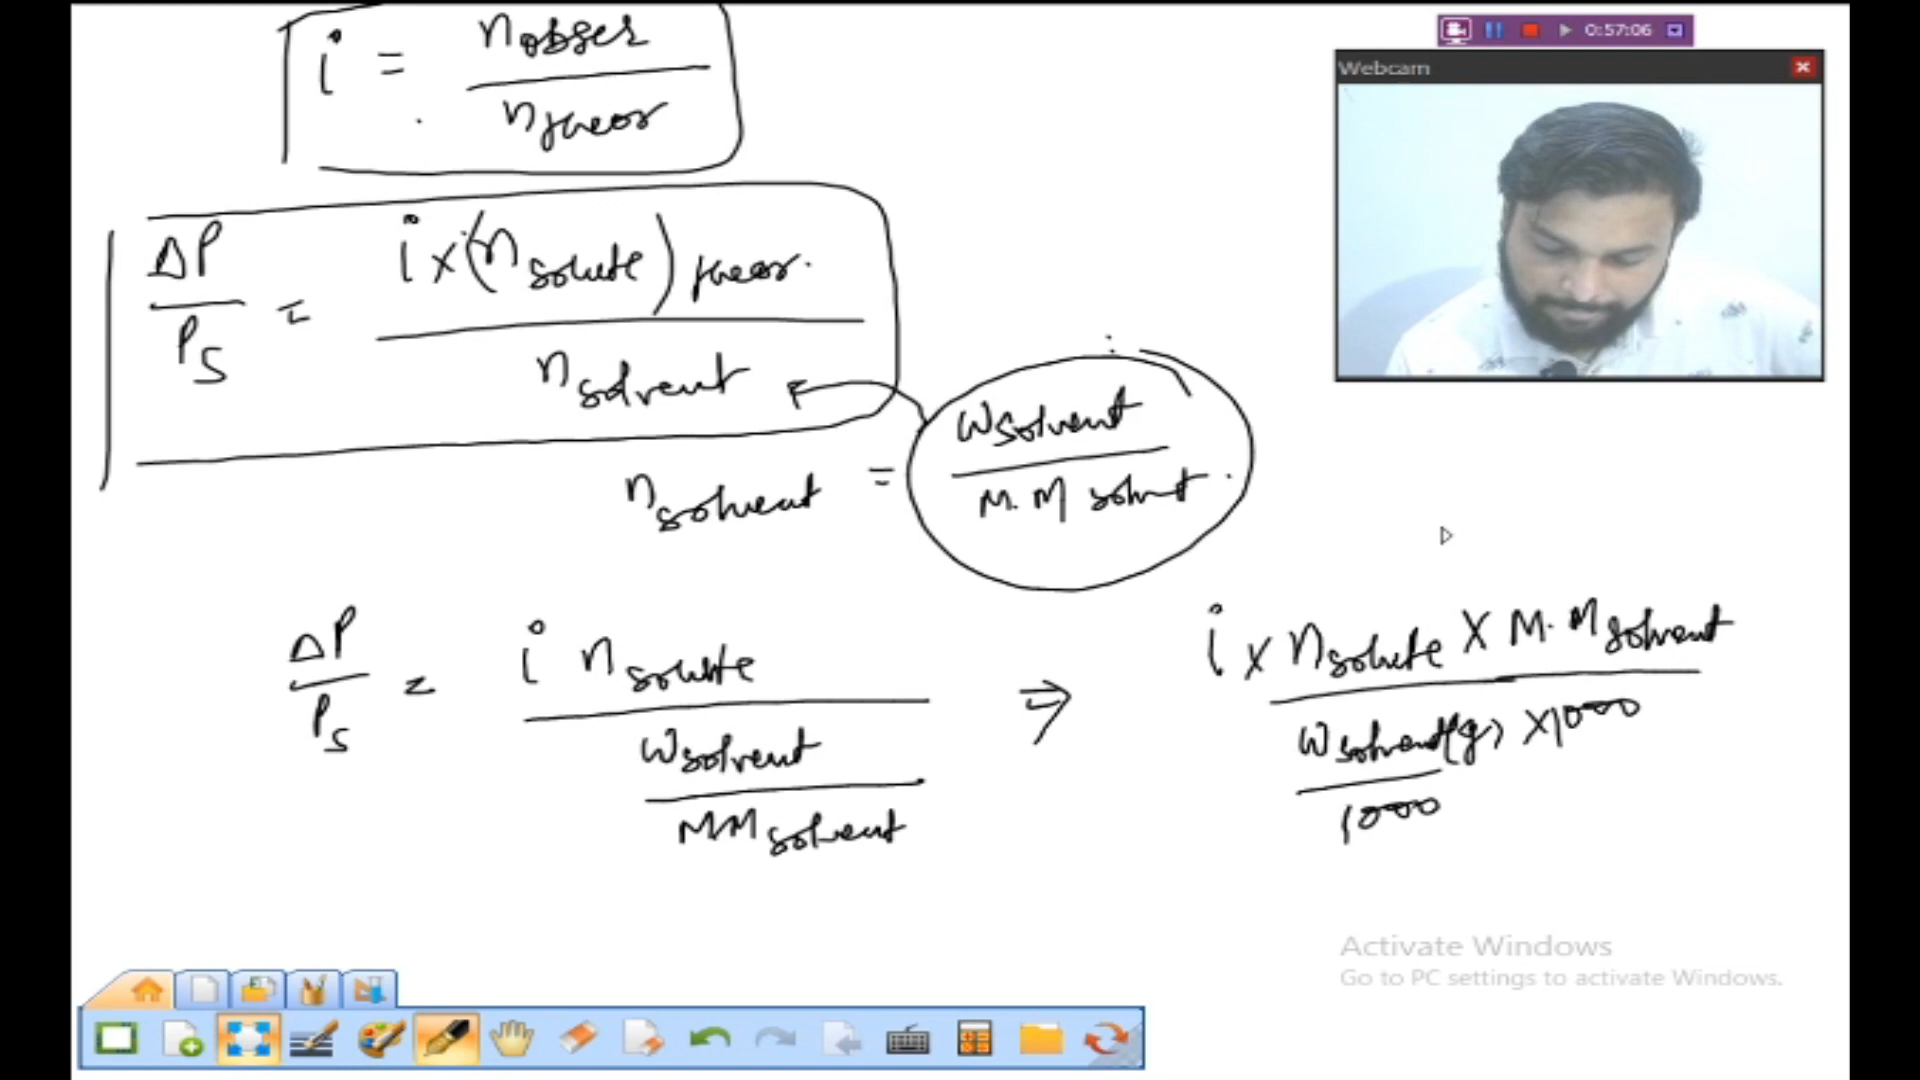 0:57:06
Webcam
i = n obser / n theor
ΔP / Ps = i × (n solute) theor. / n solvent
n solvent = W solvent / M.M solvent.
ΔP / Ps = i n solute / (W solvent / M.M solvent) ⇒ i × n solute × M.M solvent / (W solvent(g) / 1000 × 1000)
Activate Windows
Go to PC settings to activate Windows.